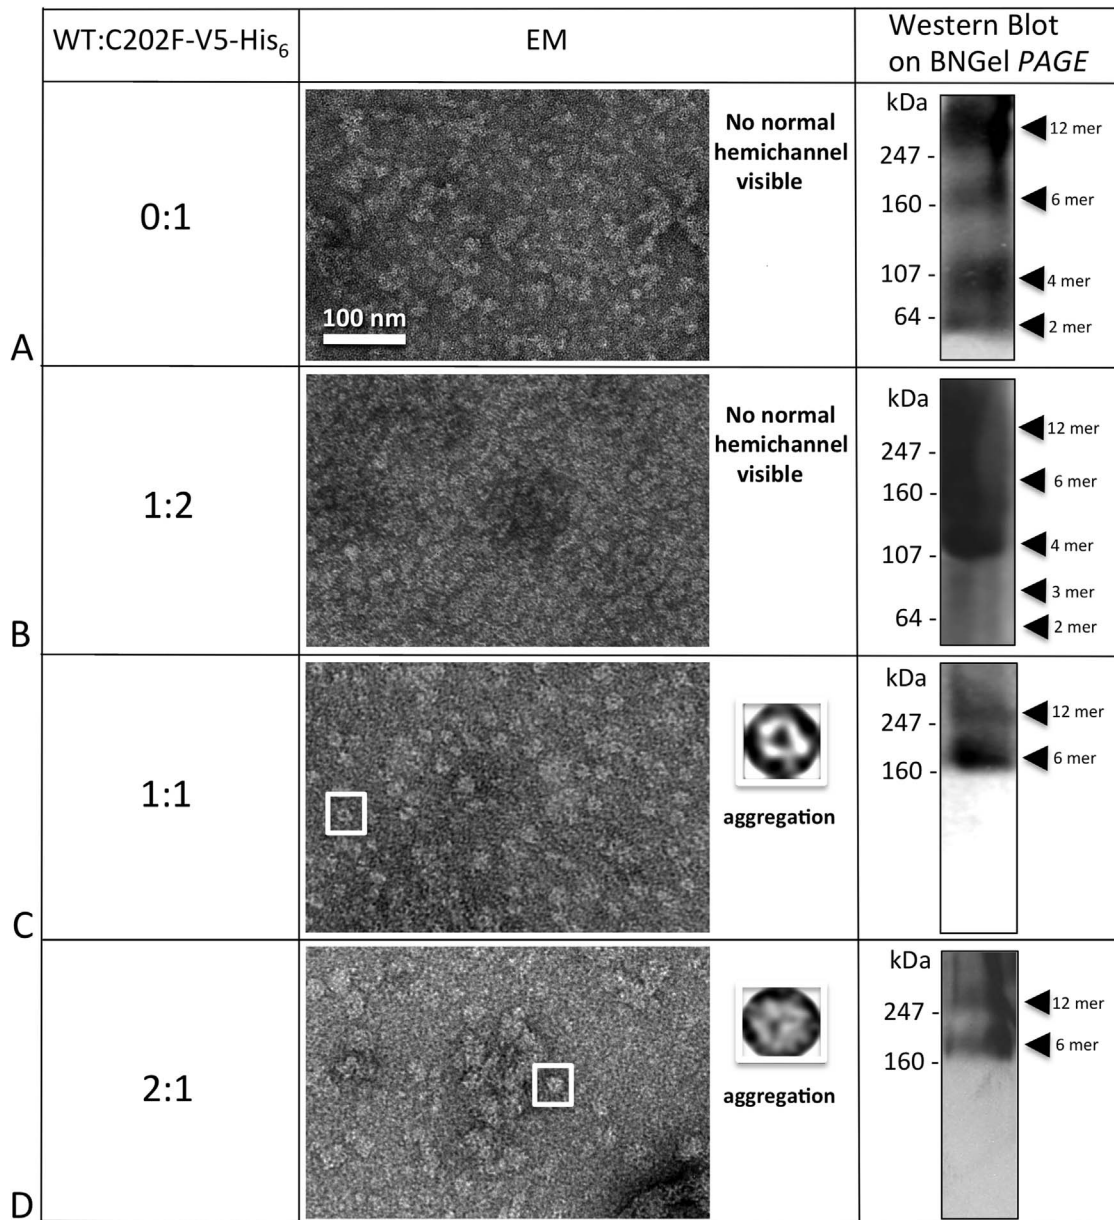 WT:C202F-V5-His6
EM
Western Blot
on BNGel PAGE
A
0:1
100 nm
No normal
hemichannel
visible
kDa
247 -
160 -
107 -
64 -
12 mer
6 mer
4 mer
2 mer
B
1:2
No normal
hemichannel
visible
kDa
247 -
160 -
107 -
64 -
12 mer
6 mer
4 mer
3 mer
2 mer
C
1:1
aggregation
kDa
247 -
160 -
12 mer
6 mer
D
2:1
aggregation
kDa
247 -
160 -
12 mer
6 mer